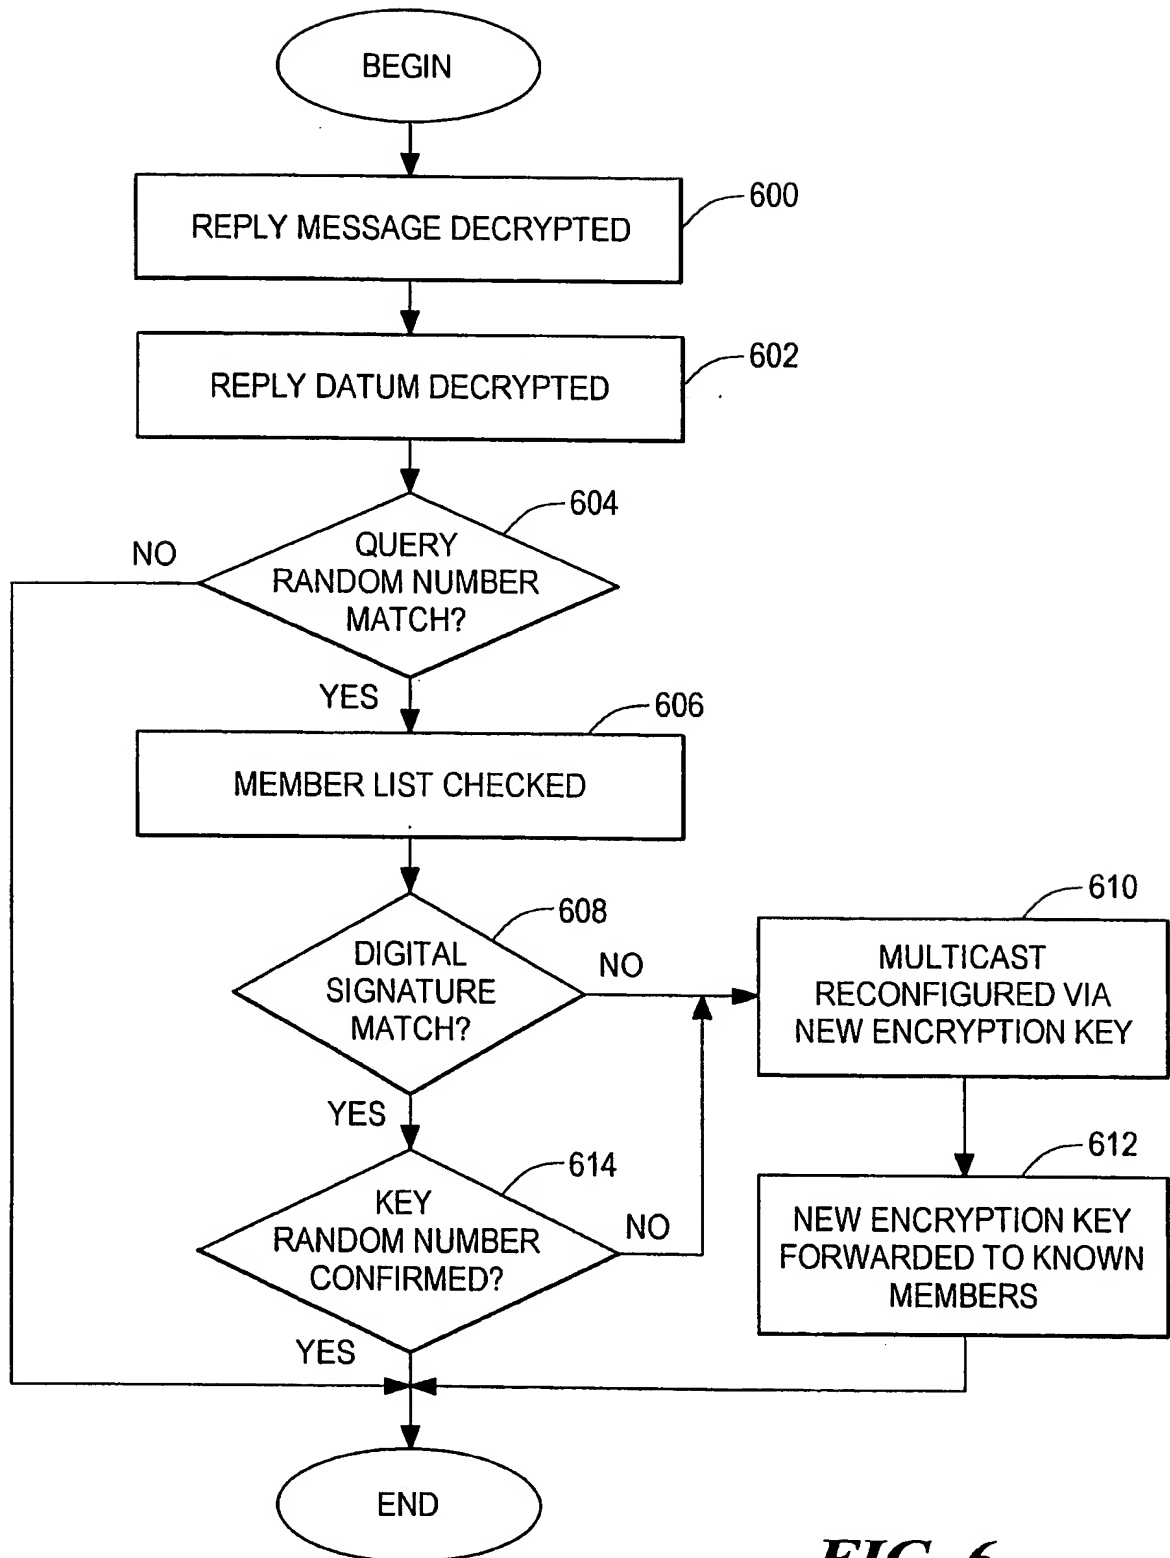 BEGIN
REPLY MESSAGE DECRYPTED
600
REPLY DATUM DECRYPTED
602
604
QUERY
RANDOM NUMBER
MATCH?
NO
YES
606
MEMBER LIST CHECKED
608
DIGITAL
SIGNATURE
MATCH?
NO
YES
610
MULTICAST
RECONFIGURED VIA
NEW ENCRYPTION KEY
614
KEY
RANDOM NUMBER
CONFIRMED?
NO
YES
612
NEW ENCRYPTION KEY
FORWARDED TO KNOWN
MEMBERS
END
FIG. 6